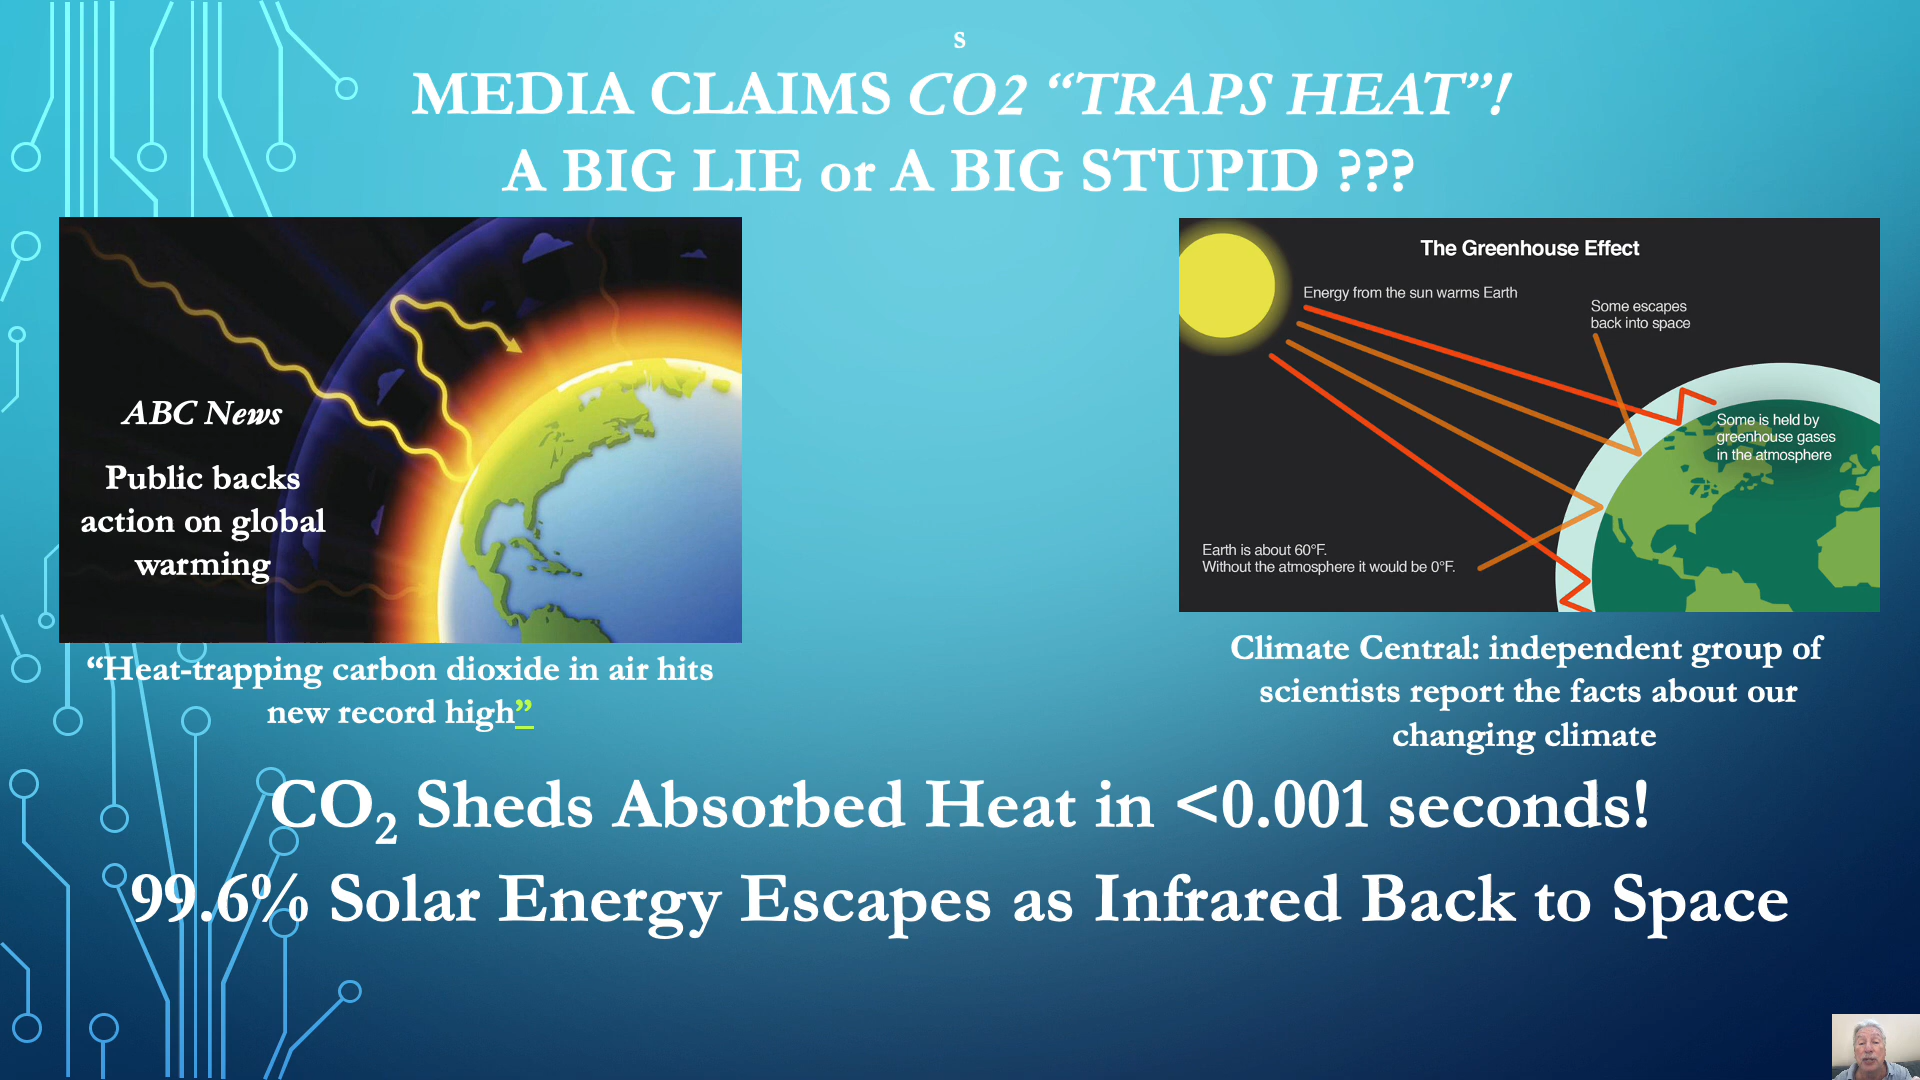 s
MEDIA CLAIMS CO2 “TRAPS HEAT”!
A BIG LIE or A BIG STUPID ???
ABC News
Public backs
action on global
warming
“Heat-trapping carbon dioxide in air hits
new record high”
The Greenhouse Effect
Energy from the sun warms Earth
Some escapes
back into space
Some is held by
greenhouse gases
in the atmosphere
Earth is about 60°F.
Without the atmosphere it would be 0°F.
Climate Central: independent group of
scientists report the facts about our
changing climate
CO₂ Sheds Absorbed Heat in <0.001 seconds!
99.6% Solar Energy Escapes as Infrared Back to Space